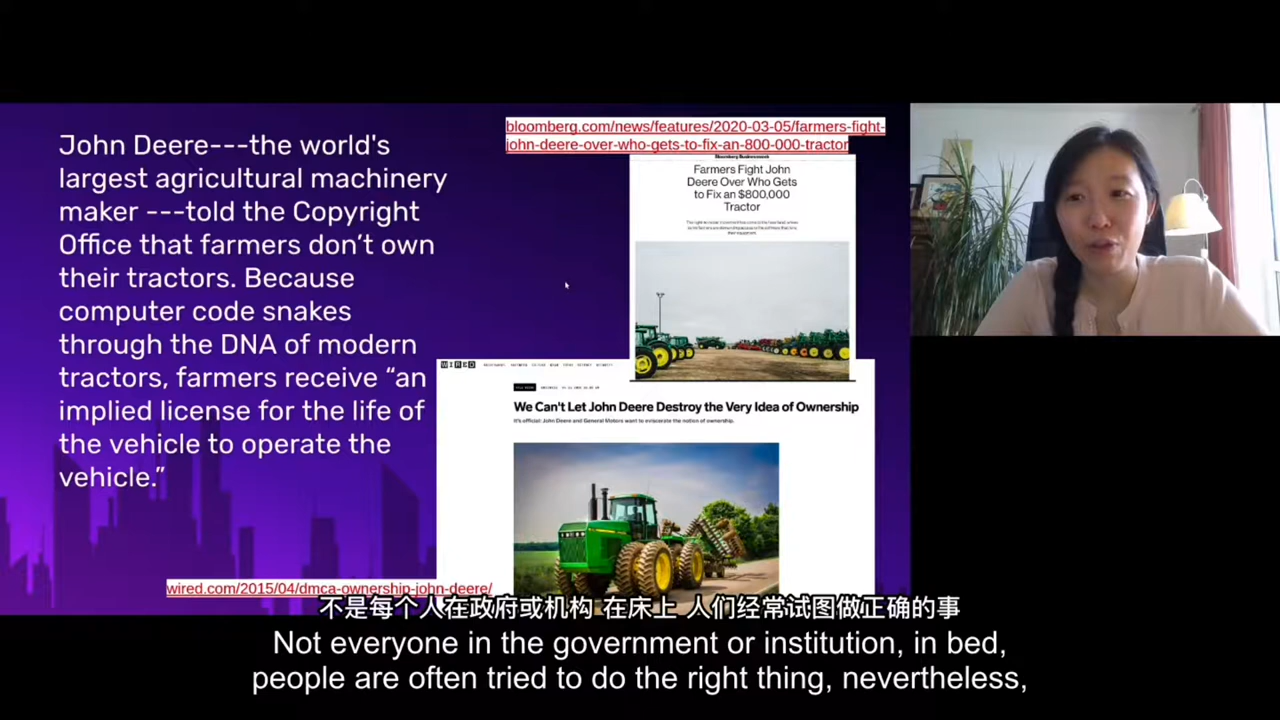 John Deere---the world's
largest agricultural machinery
maker ---told the Copyright
Office that farmers don’t own
their tractors. Because
computer code snakes
through the DNA of modern
tractors, farmers receive “an
implied license for the life of
the vehicle to operate the
vehicle.”
bloomberg.com/news/features/2020-03-05/farmers-fight-
john-deere-over-who-gets-to-fix-an-800-000-tractor
Bloomberg Businessweek
Farmers Fight John
Deere Over Who Gets
to Fix an $800,000
Tractor
WIRED
We Can't Let John Deere Destroy the Very Idea of Ownership
It's official: John Deere and General Motors want to eviscerate the notion of ownership.
wired.com/2015/04/dmca-ownership-john-deere/
不是每个人在政府或机构 在床上 人们经常试图做正确的事
Not everyone in the government or institution, in bed,
people are often tried to do the right thing, nevertheless,